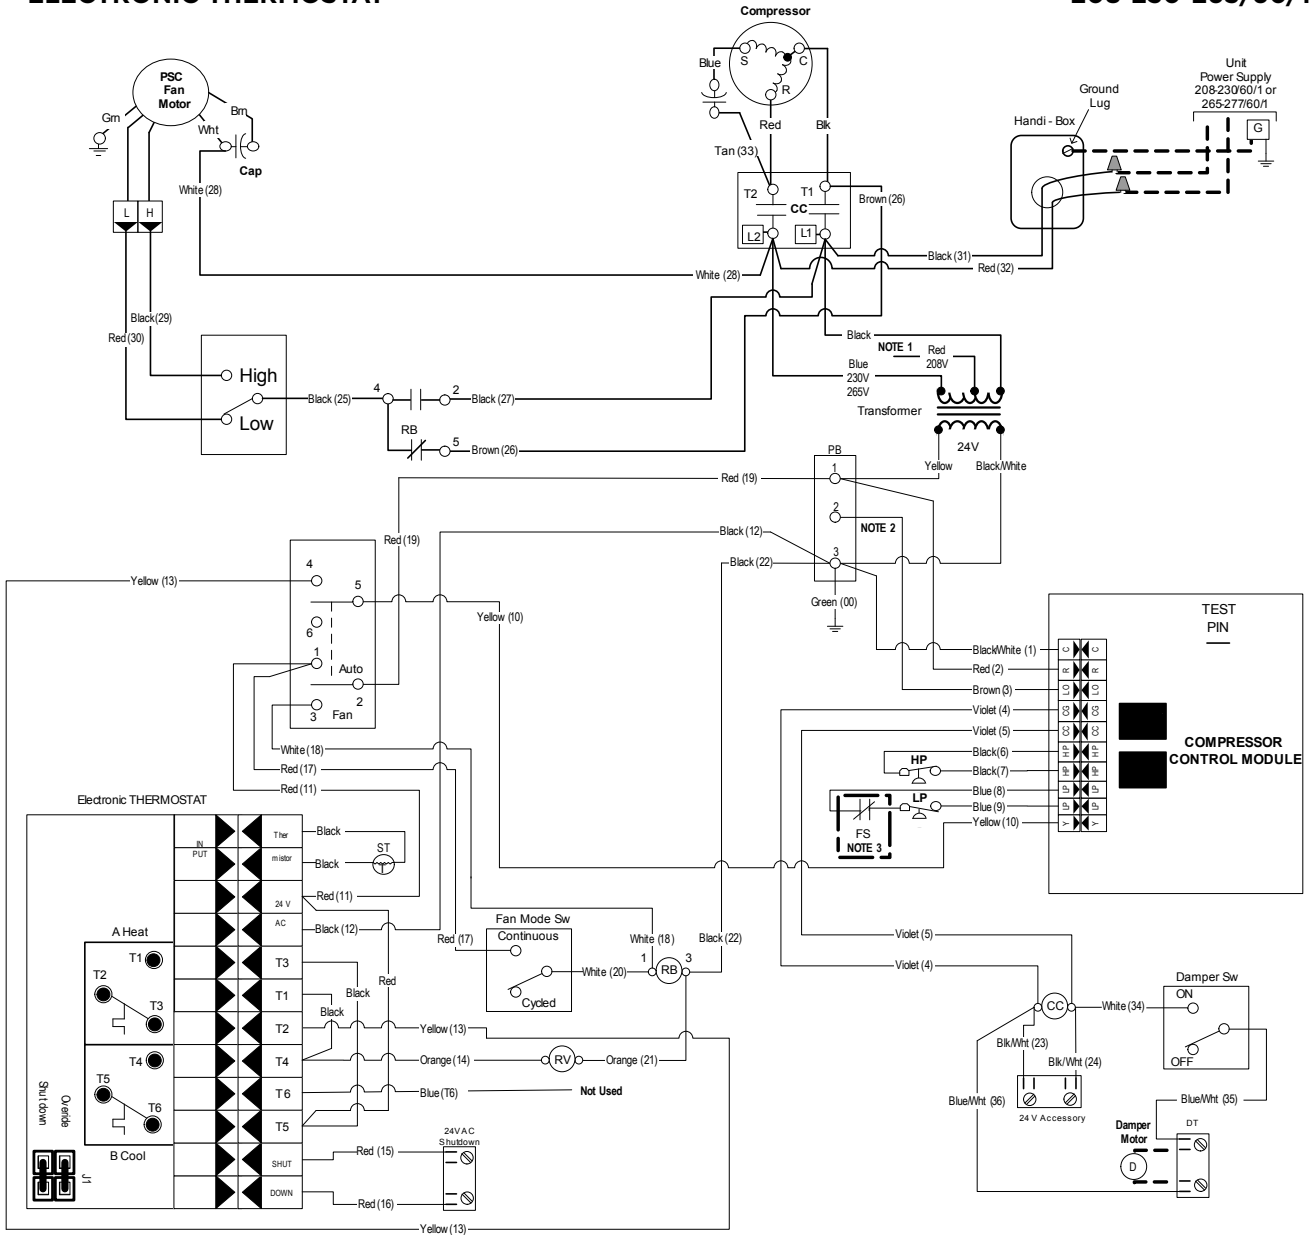 Compressor
PSC
Fan
Motor
Grn
Brn
Wht
Cap
White (28)
L H
Black(29)
Red(30)
High
Low
Black (25)
4
2
Black (27)
RB
5
Brown (26)
Blue
S
C
R
Red
Blk
Tan (33)
T2
T1
CC
L2
L1
Brown (26)
White (28)
Black (31)
Red (32)
Unit
Power Supply
208-230/60/1 or
265-277/60/1
Ground
Lug
Handi - Box
G
Black
NOTE 1
Red
208V
Blue
230V
265V
Transformer
24V
Yellow
Black/White
PB
1
2
3
NOTE 2
Red (19)
Black (12)
Black (22)
Green (00)
Red (19)
Yellow (13)
4
5
6
1
Auto
2
3
Fan
Yellow (10)
White (18)
Red (17)
Red (11)
TEST
PIN
COMPRESSOR
CONTROL MODULE
Black/White (1) C C
Red (2) R R
Brown (3) LO LO
Violet (4) CG CG
Violet (5) CC CC
Black(6) HP HP
Black(7) HP HP
Blue (8) LP LP
Blue (9) LP LP
Yellow (10) Y Y
HP
LP
FS
NOTE 3
Electronic THERMOSTAT
IN
PUT
Ther
mistor
24 V
AC
T3
T1
T2
T4
T6
T5
SHUT
DOWN
Black
Black
ST
Red (11)
Black (12)
Black
Black
Red
Yellow (13)
Orange (14)
RV
Orange (21)
Blue (T6)
Not Used
Red (15)
Red (16)
24V AC
Shutdown
Yellow (13)
A Heat
T1
T2
T3
T4
T5
T6
B Cool
Shut down
Overide
J1
Red (17)
Fan Mode Sw
Continuous
Cycled
White (20)
White (18)
1
RB
3
Black (22)
Violet (5)
Violet (4)
CC
White (34)
Damper Sw
ON
OFF
Blk/Wht (23)
Blk/Wht (24)
Blue/Wht (36)
24 V Accessory
Blue/Wht (35)
DT
Damper
Motor
D